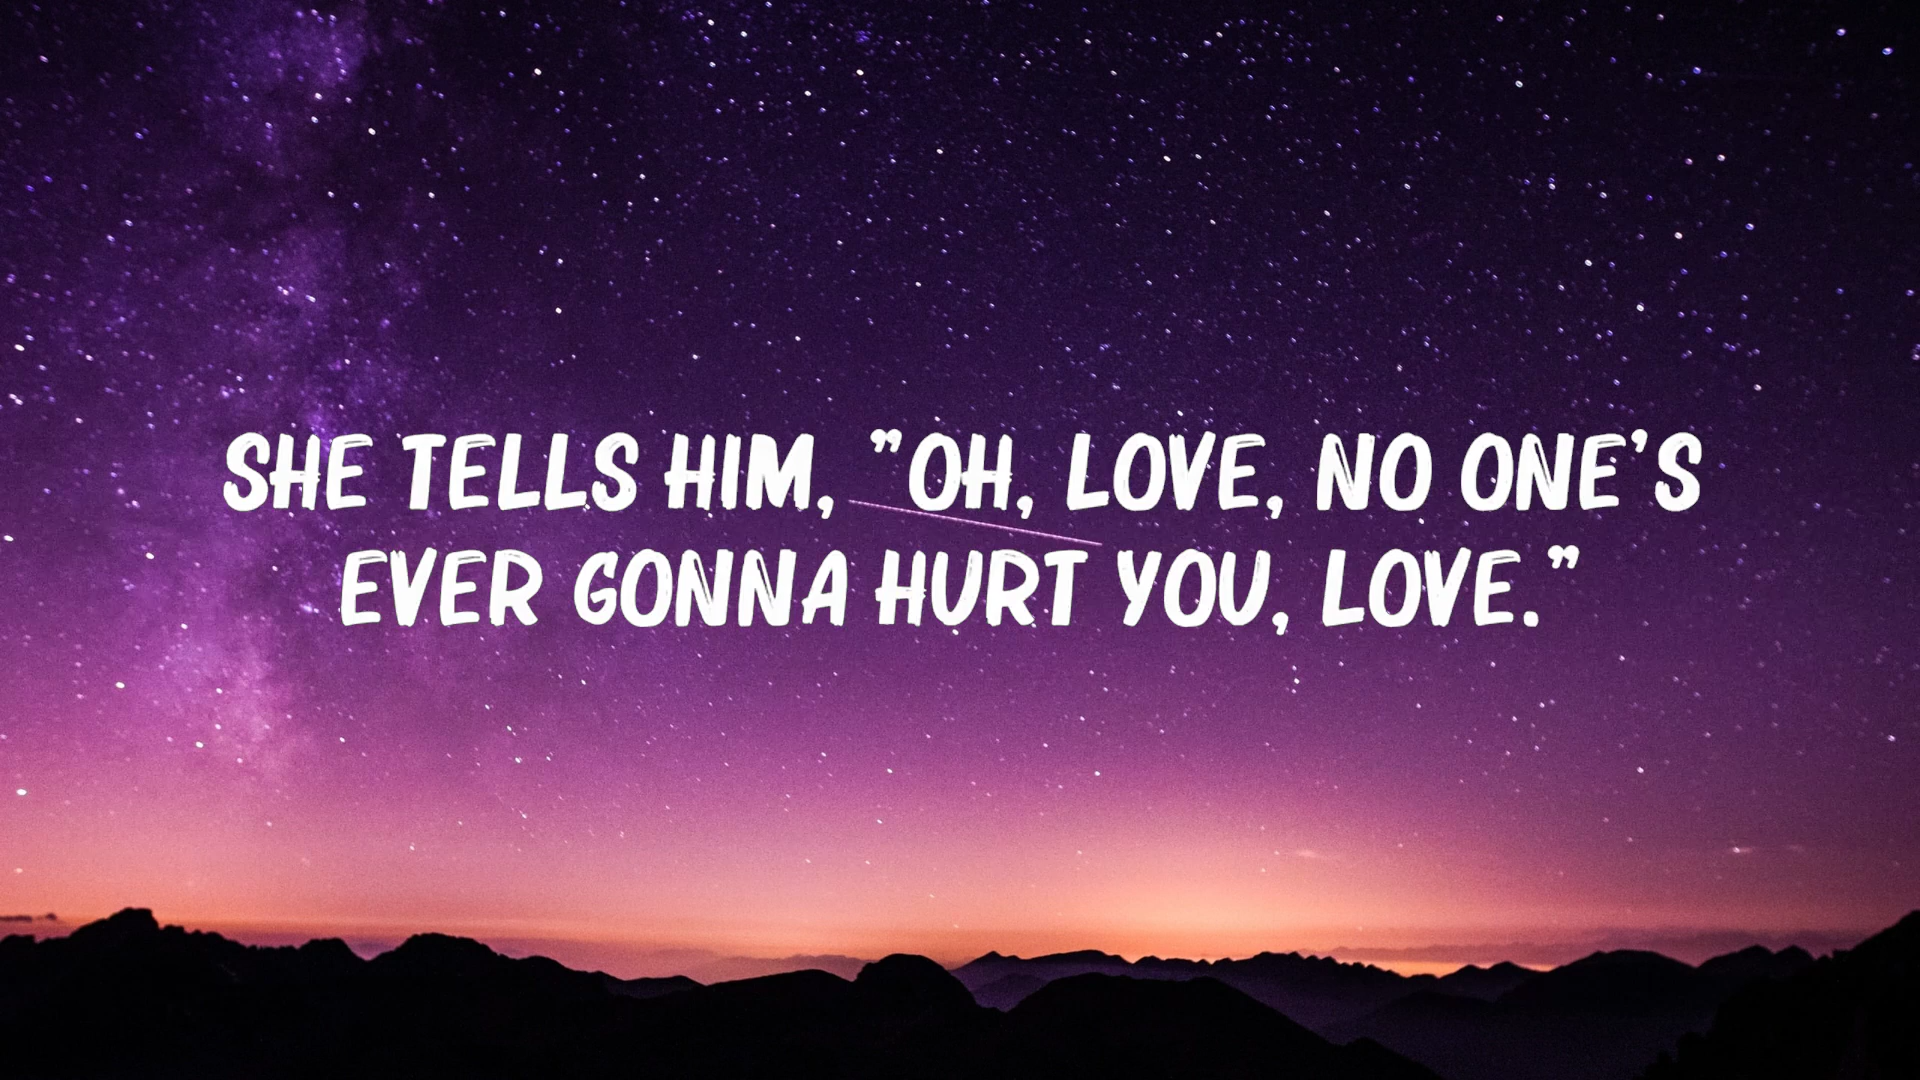 SHE TELLS HIM, "OH, LOVE, NO ONE'S
EVER GONNA HURT YOU, LOVE."